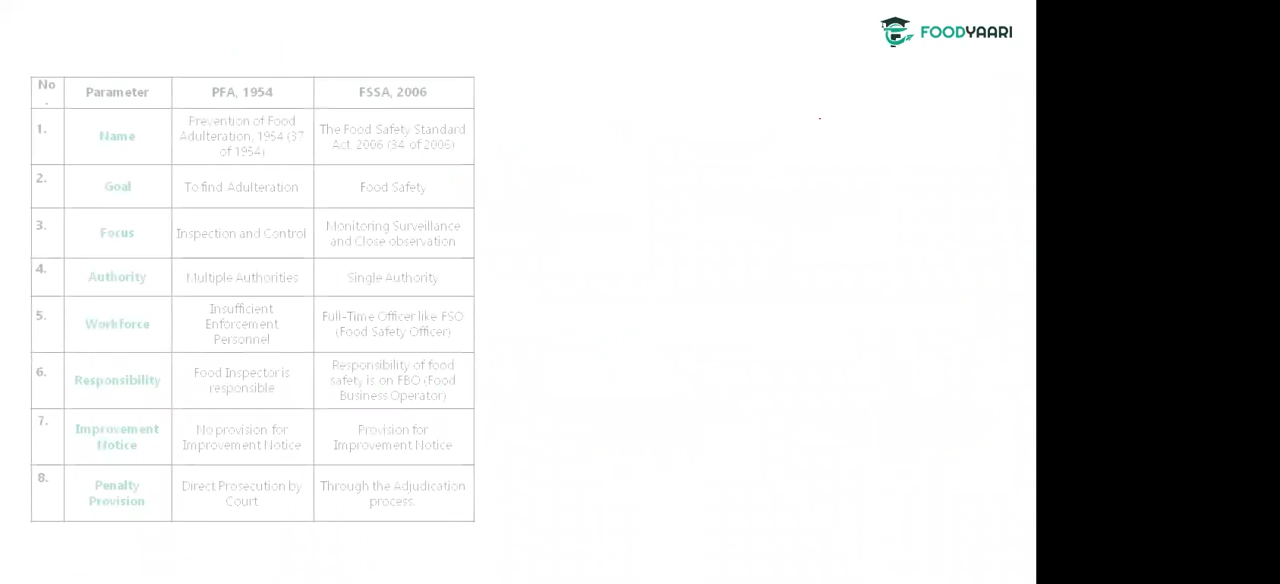 FOODYAARI
No
.
Parameter
PFA, 1954
FSSA, 2006
1.
Name
Prevention of Food
Adulteration, 1954 (37
of 1954)
The Food Safety Standard
Act, 2006 (34 of 2006)
2.
Goal
To find Adulteration
Food Safety
3.
Focus
Inspection and Control
Monitoring Surveillance
and Close observation
4.
Authority
Multiple Authorities
Single Authority
5.
Workforce
Insufficient
Enforcement
Personnel
Full-Time Officer like FSO
(Food Safety Officer)
6.
Responsibility
Food Inspector is
responsible
Responsibility of food
safety is on FBO (Food
Business Operator)
7.
Improvement
Notice
No provision for
Improvement Notice
Provision for
Improvement Notice
8.
Penalty
Provision
Direct Prosecution by
Court
Through the Adjudication
process.